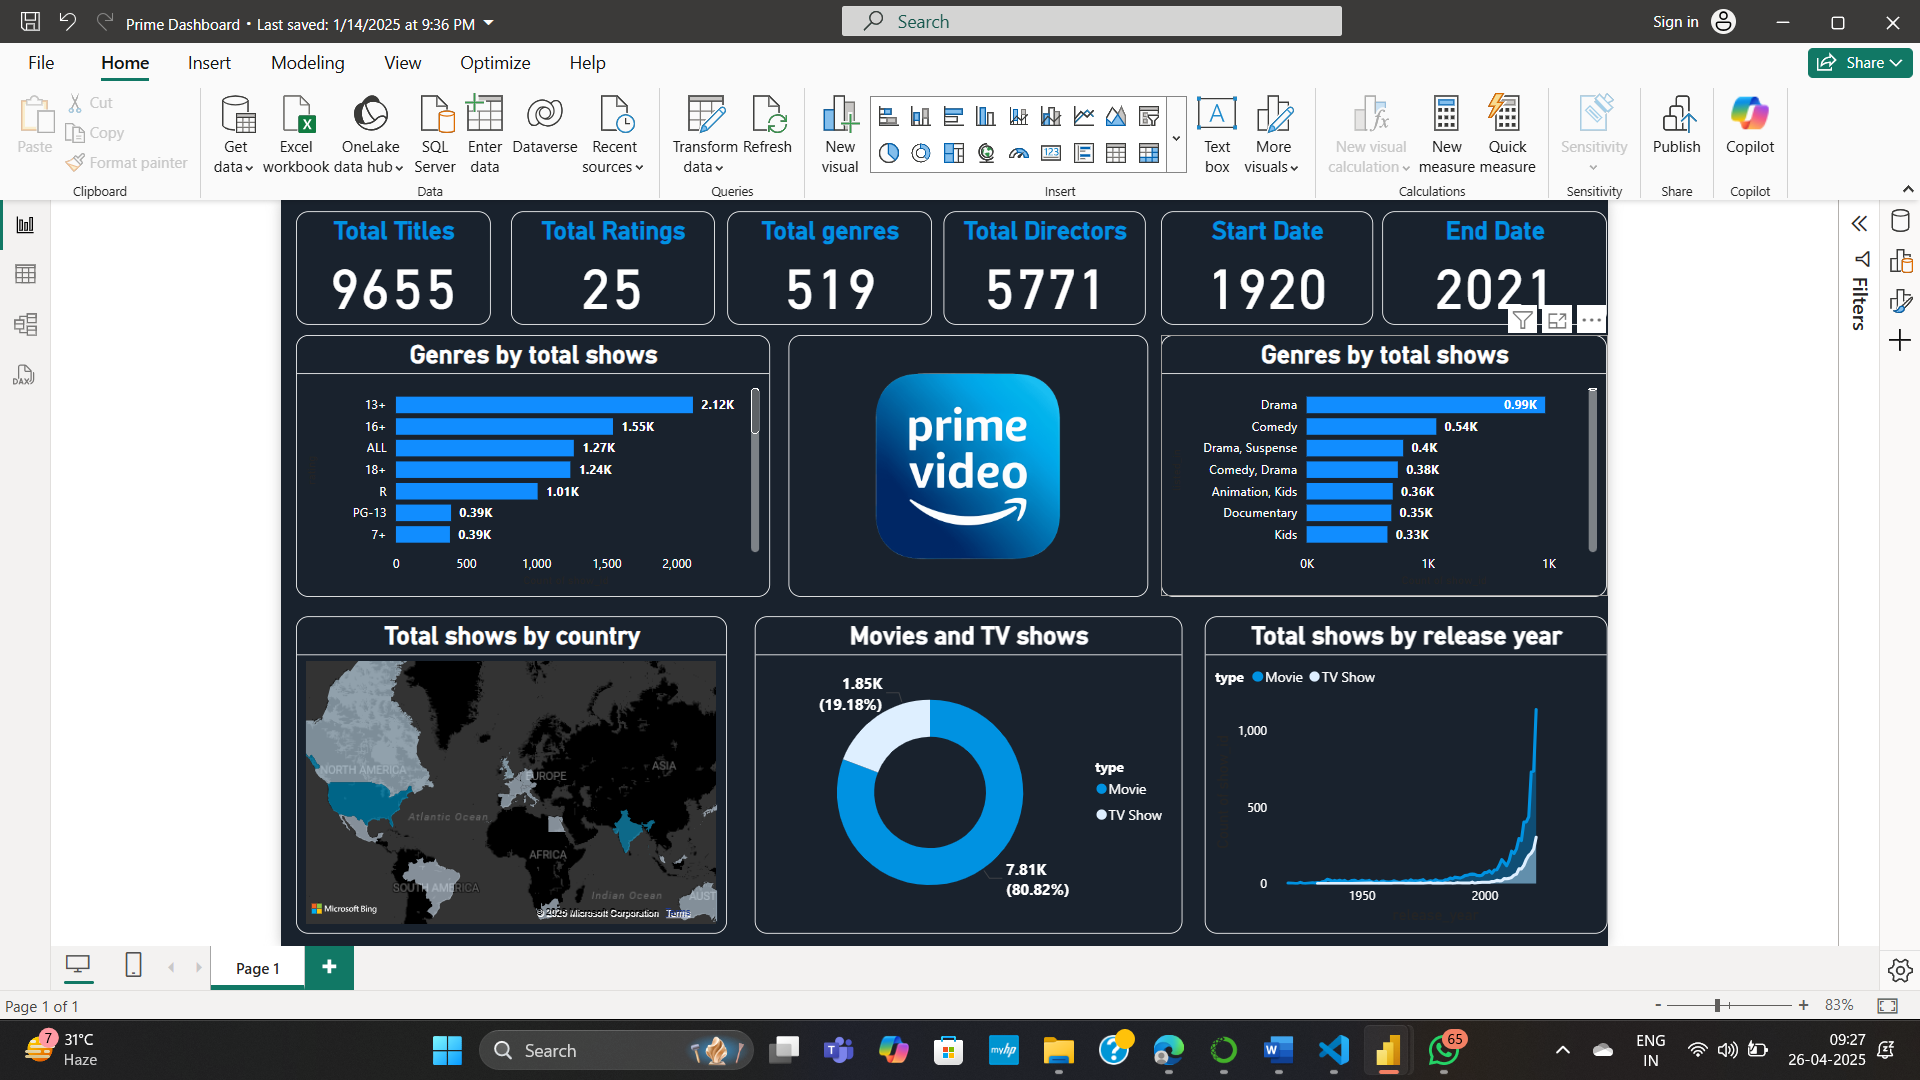 Prime Dashboard • Last saved: 1/14/2025 at 9:36 PM
Search
Sign in
File
Home
Insert
Modeling
View
Optimize
Help
Share
Paste
Cut
Copy
Format painter
Clipboard
Get data
Excel workbook
OneLake data hub
SQL Server
Enter data
Dataverse
Recent sources
Data
Transform data
Refresh
Queries
New visual
123
Text box
More visuals
Insert
New visual calculation
New measure
Quick measure
Calculations
Sensitivity
Sensitivity
Publish
Share
Copilot
Copilot
DAX
Filters
Total Titles
9655
Total Ratings
25
Total genres
519
Total Directors
5771
Start Date
1920
End Date
2021
Genres by total shows
13+ 2.12K
16+ 1.55K
ALL 1.27K
18+ 1.24K
R 1.01K
PG-13 0.39K
7+ 0.39K
0 500 1,000 1,500 2,000
prime
video
Genres by total shows
Drama 0.99K
Comedy 0.54K
Drama, Suspense 0.4K
Comedy, Drama 0.38K
Animation, Kids 0.36K
Documentary 0.35K
Kids 0.33K
0K 1K 1K
Total shows by country
NORTH AMERICA
EUROPE
ASIA
Atlantic Ocean
AFRICA
SOUTH AMERICA
Indian Ocean
AUST
Microsoft Bing
© 2025 Microsoft Corporation Terms
Movies and TV shows
1.85K
(19.18%)
7.81K
(80.82%)
type
Movie
TV Show
Total shows by release year
type Movie TV Show
1,000
500
0
1950 2000
Page 1
Page 1 of 1
- + 83%
7
31°C
Haze
Search
myhp
65
ENG
IN
09:27
26-04-2025